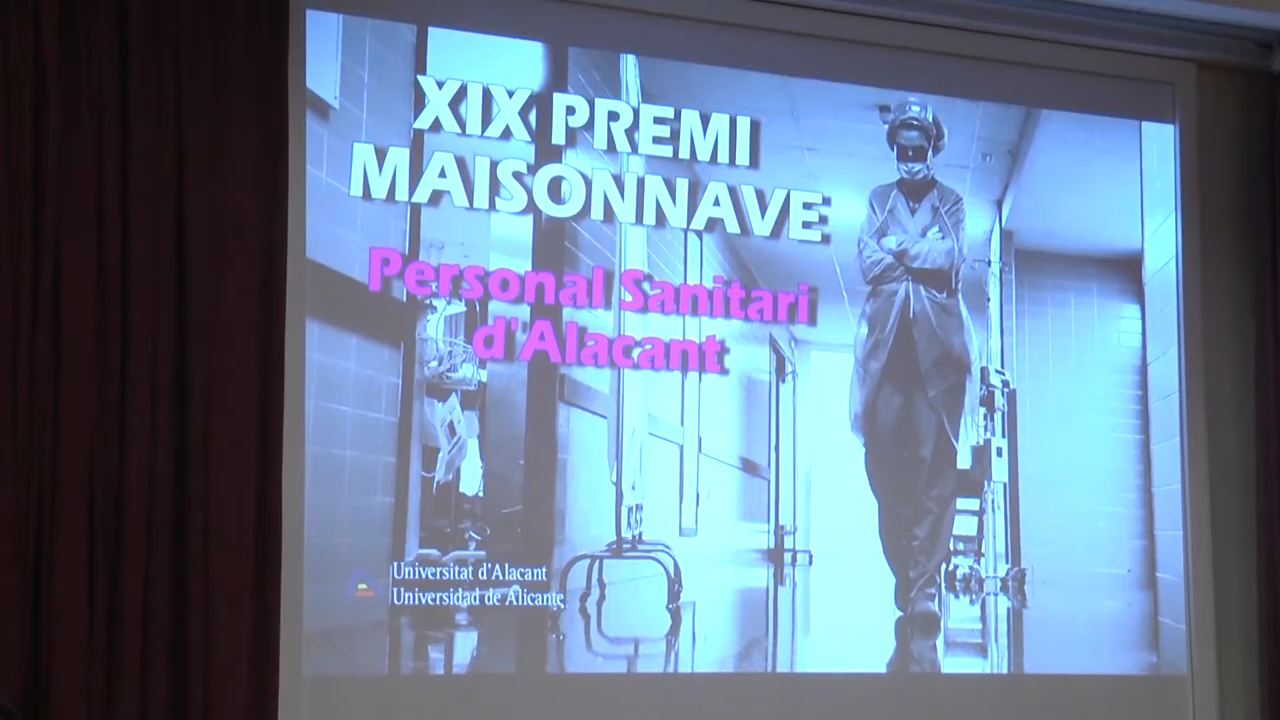 XIX PREMI
MAISONNAVE
Personal Sanitari
d'Alacant
Universitat d'Alacant
Universidad de Alicante